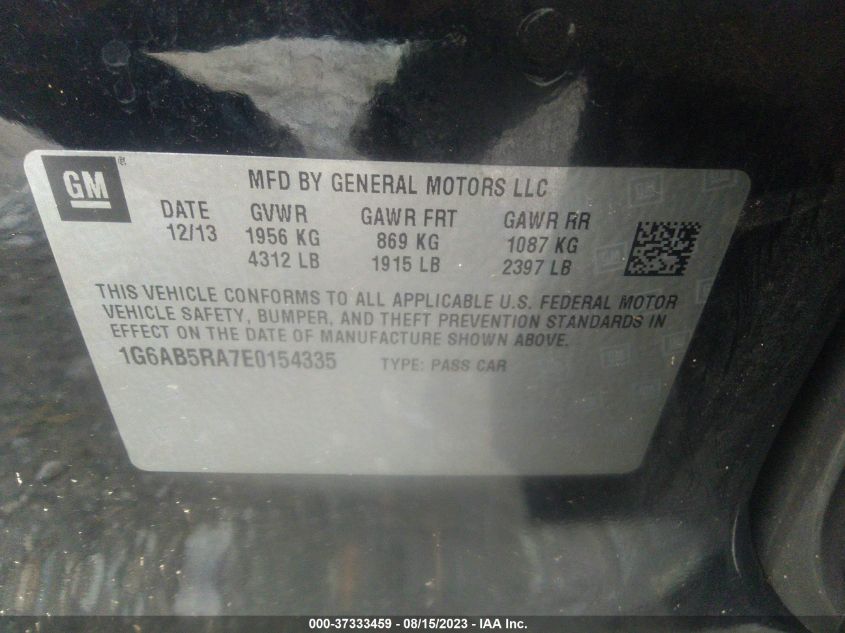 GM ®
MFD BY GENERAL MOTORS LLC
DATE GVWR GAWR FRT GAWR RR
12/13 1956 KG 869 KG 1087 KG
4312 LB 1915 LB 2397 LB
THIS VEHICLE CONFORMS TO ALL APPLICABLE U.S. FEDERAL MOTOR
VEHICLE SAFETY, BUMPER, AND THEFT PREVENTION STANDARDS IN
EFFECT ON THE DATE OF MANUFACTURE SHOWN ABOVE.
1G6AB5RA7E0154335 TYPE: PASS CAR
000-37333459 - 08/15/2023 - IAA Inc.